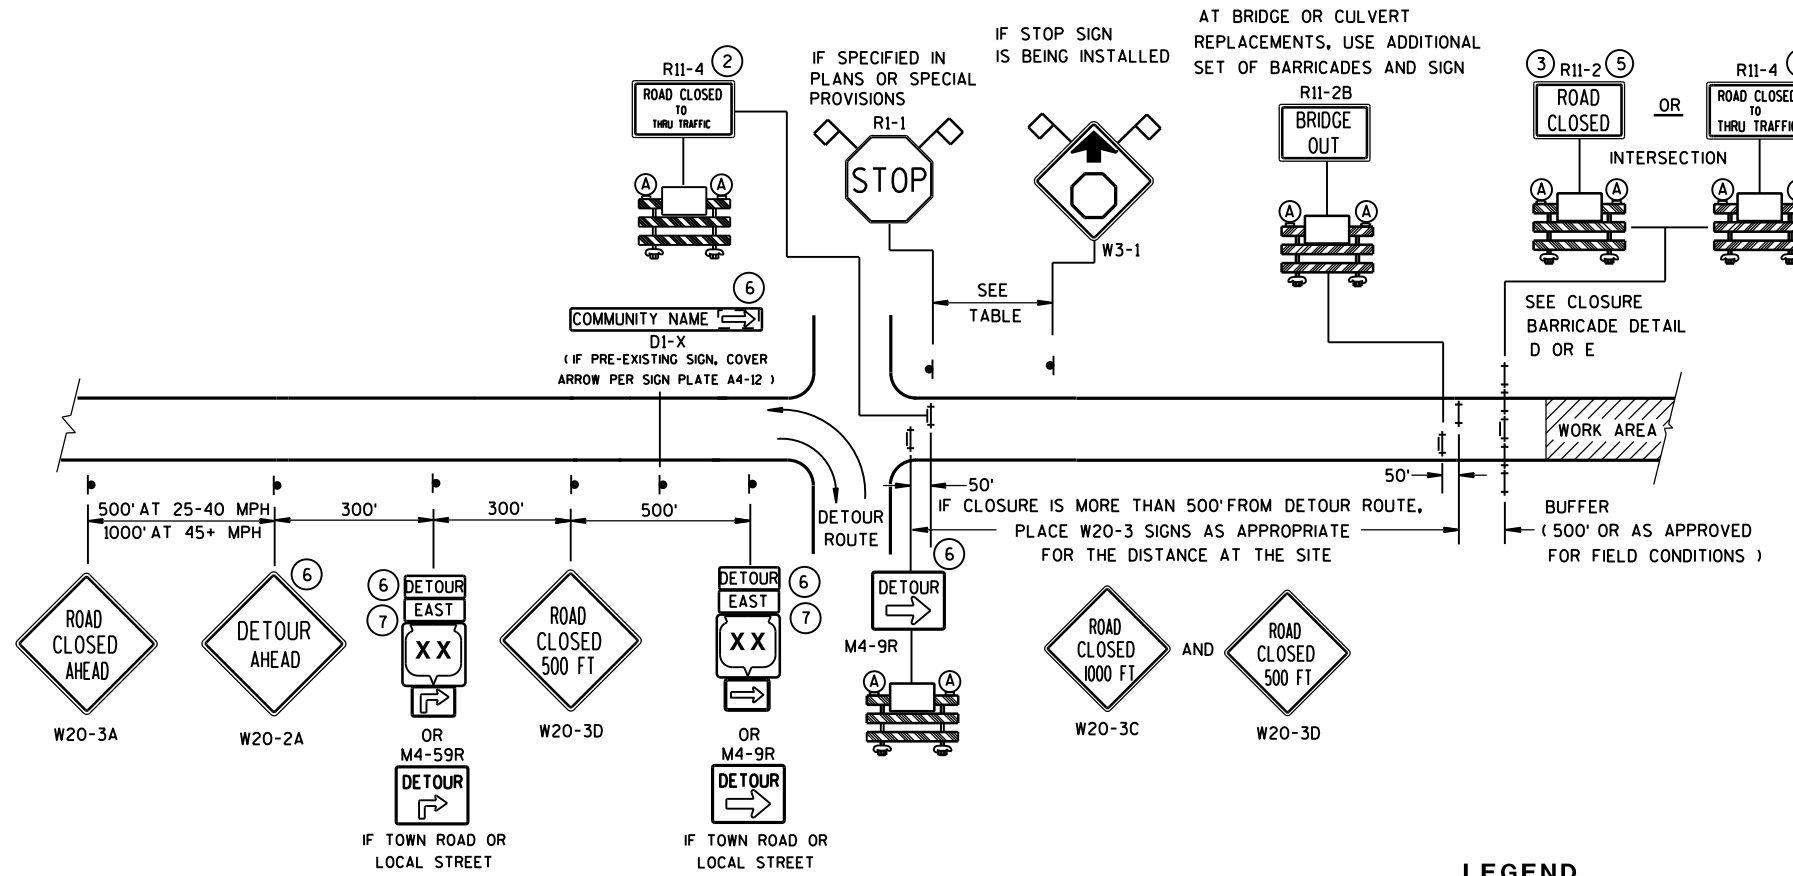 AT BRIDGE OR CULVERT
REPLACEMENTS, USE ADDITIONAL
SET OF BARRICADES AND SIGN
R11-2B
BRIDGE
OUT
A A
IF STOP SIGN
IS BEING INSTALLED
W3-1
IF SPECIFIED IN
PLANS OR SPECIAL
PROVISIONS
R1-1
STOP
R11-4 2
ROAD CLOSED
TO
THRU TRAFFIC
A A
3 R11-2 5
ROAD
CLOSED
OR
R11-4
ROAD CLOSED
TO
THRU TRAFFIC
INTERSECTION
A A
A
SEE
TABLE
SEE CLOSURE
BARRICADE DETAIL
D OR E
6
COMMUNITY NAME
D1-X
(IF PRE-EXISTING SIGN, COVER
ARROW PER SIGN PLATE A4-12)
WORK AREA
500' AT 25-40 MPH
1000' AT 45+ MPH
300'
300'
500'
DETOUR
ROUTE
50'
50'
IF CLOSURE IS MORE THAN 500' FROM DETOUR ROUTE,
PLACE W20-3 SIGNS AS APPROPRIATE
FOR THE DISTANCE AT THE SITE
BUFFER
(500' OR AS APPROVED
FOR FIELD CONDITIONS)
ROAD
CLOSED
AHEAD
W20-3A
6
DETOUR
AHEAD
W20-2A
6
7
DETOUR
EAST
XX
OR
M4-59R
DETOUR
IF TOWN ROAD OR
LOCAL STREET
ROAD
CLOSED
500 FT
W20-3D
DETOUR
EAST
XX
6
7
OR
M4-9R
DETOUR
IF TOWN ROAD OR
LOCAL STREET
6
DETOUR
M4-9R
A A
ROAD
CLOSED
1000 FT
W20-3C
AND
ROAD
CLOSED
500 FT
W20-3D
LEGEND